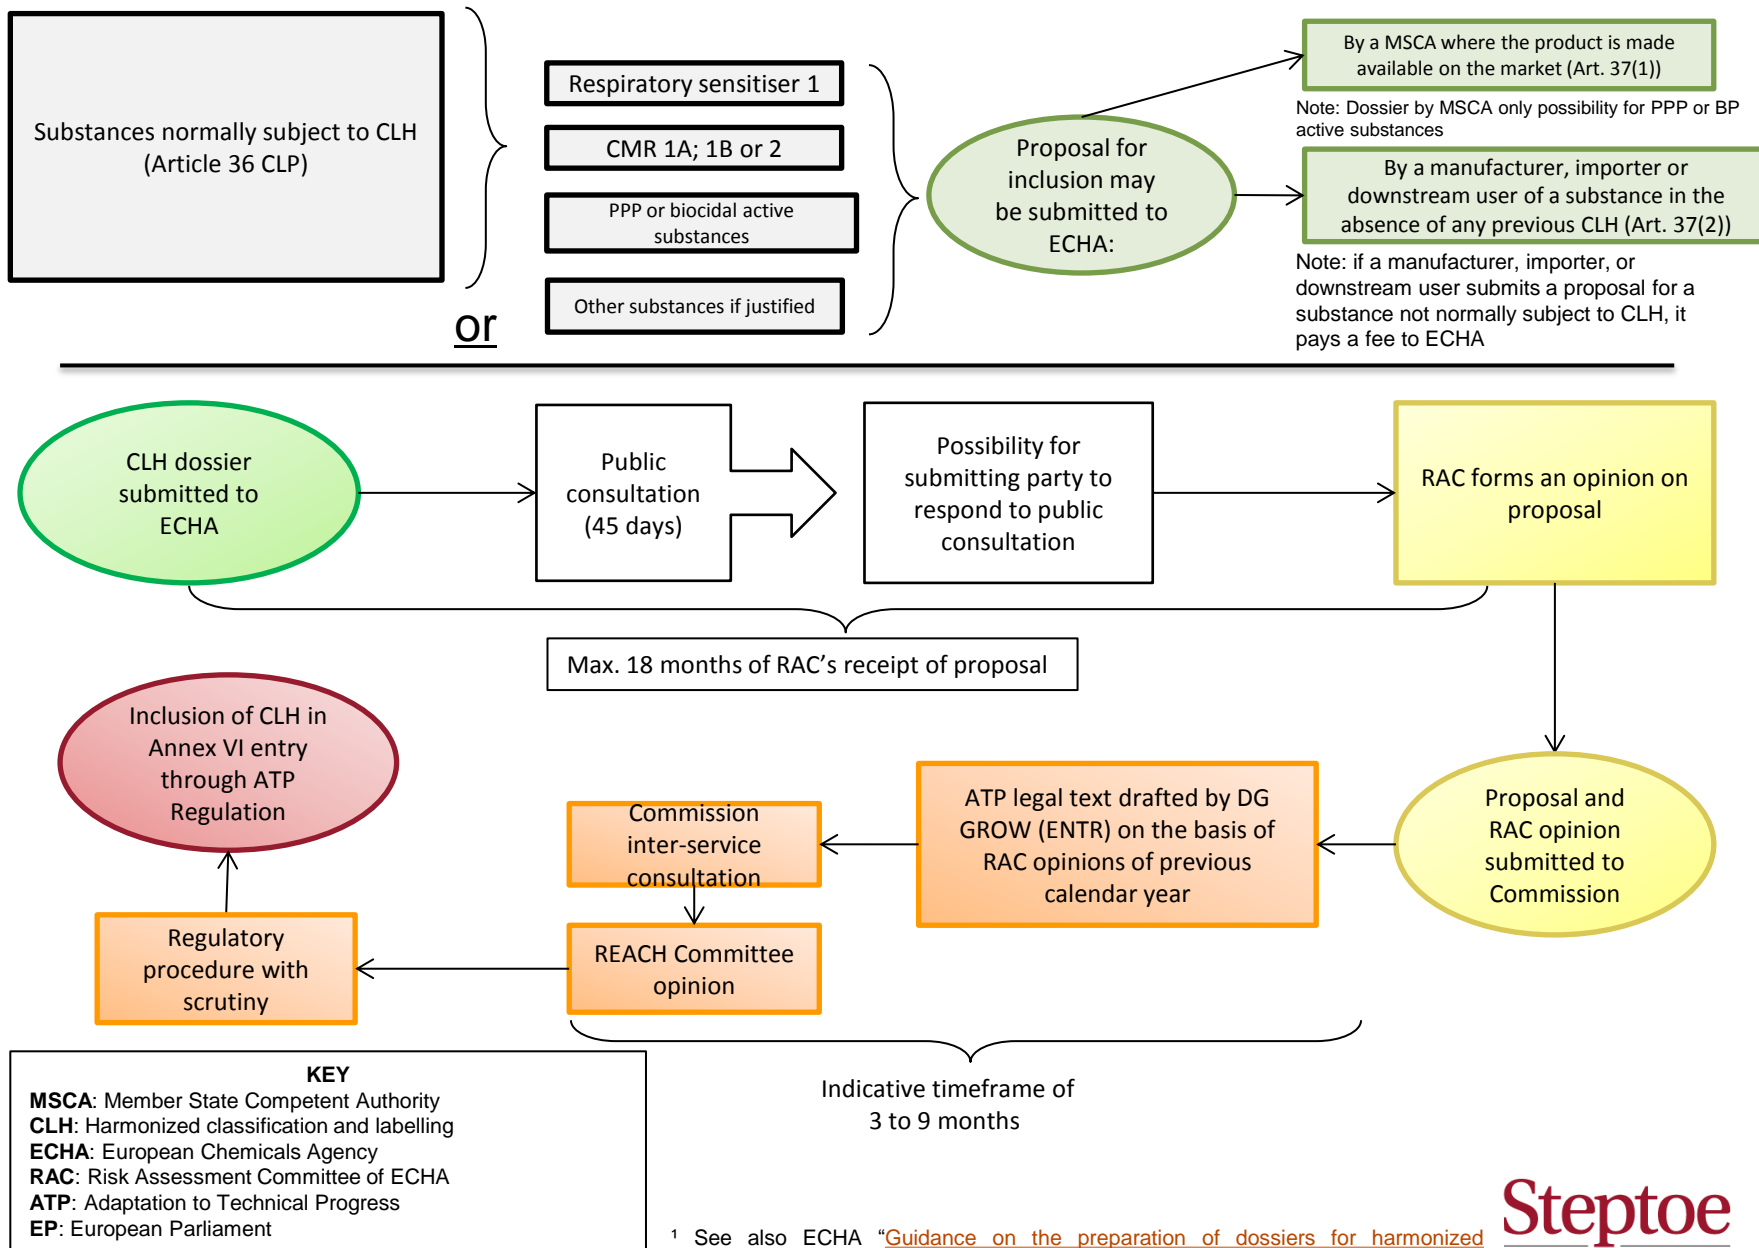 Substances normally subject to CLH
(Article 36 CLP)
or
Respiratory sensitiser 1
CMR 1A; 1B or 2
PPP or biocidal active
substances
Other substances if justified
Proposal for
inclusion may
be submitted to
ECHA:
By a MSCA where the product is made
available on the market (Art. 37(1))
Note: Dossier by MSCA only possibility for PPP or BP
active substances
By a manufacturer, importer or
downstream user of a substance in the
absence of any previous CLH (Art. 37(2))
Note: if a manufacturer, importer, or
downstream user submits a proposal for a
substance not normally subject to CLH, it
pays a fee to ECHA
CLH dossier
submitted to
ECHA
Public
consultation
(45 days)
Possibility for
submitting party to
respond to public
consultation
RAC forms an opinion on
proposal
Max. 18 months of RAC's receipt of proposal
Proposal and
RAC opinion
submitted to
Commission
ATP legal text drafted by DG
GROW (ENTR) on the basis of
RAC opinions of previous
calendar year
Commission
inter-service
consultation
REACH Committee
opinion
Regulatory
procedure with
scrutiny
Inclusion of CLH in
Annex VI entry
through ATP
Regulation
Indicative timeframe of
3 to 9 months
KEY
MSCA: Member State Competent Authority
CLH: Harmonized classification and labelling
ECHA: European Chemicals Agency
RAC: Risk Assessment Committee of ECHA
ATP: Adaptation to Technical Progress
EP: European Parliament
¹ See also ECHA “Guidance on the preparation of dossiers for harmonized
Steptoe